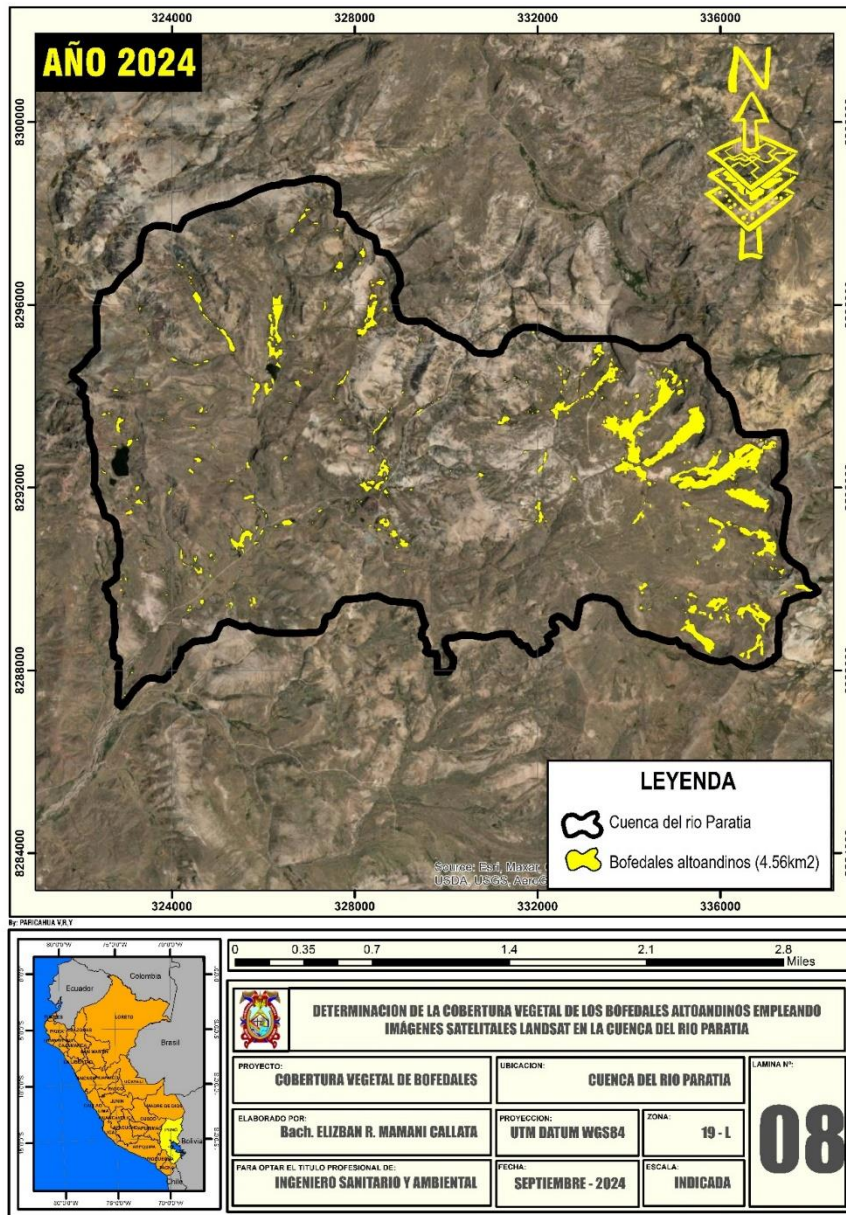 324000 328000 332000 336000
AÑO 2024
N
8300000
8296000
8292000
8288000
8284000
LEYENDA
Cuenca del rio Paratia
Bofedales altoandinos (4.56km2)
Source: Esri, Maxar,
USDA, USGS, AeroG
324000 328000 332000 336000
By: PARICAHUA V.R.Y
Ecuador
Colombia
Brasil
Bolivia
Chile
LORETO
PUNO
0 0.35 0.7 1.4 2.1 2.8
Miles
DETERMINACION DE LA COBERTURA VEGETAL DE LOS BOFEDALES ALTOANDINOS EMPLEANDO
IMÁGENES SATELITALES LANDSAT EN LA CUENCA DEL RIO PARATIA
PROYECTO:
COBERTURA VEGETAL DE BOFEDALES
UBICACION:
CUENCA DEL RIO PARATIA
LAMINA Nº:
08
ELABORADO POR:
Bach. ELIZBAN R. MAMANI CALLATA
PROYECCION:
UTM DATUM WGS84
ZONA:
19 - L
PARA OPTAR EL TITULO PROFESIONAL DE:
INGENIERO SANITARIO Y AMBIENTAL
FECHA:
SEPTIEMBRE - 2024
ESCALA:
INDICADA